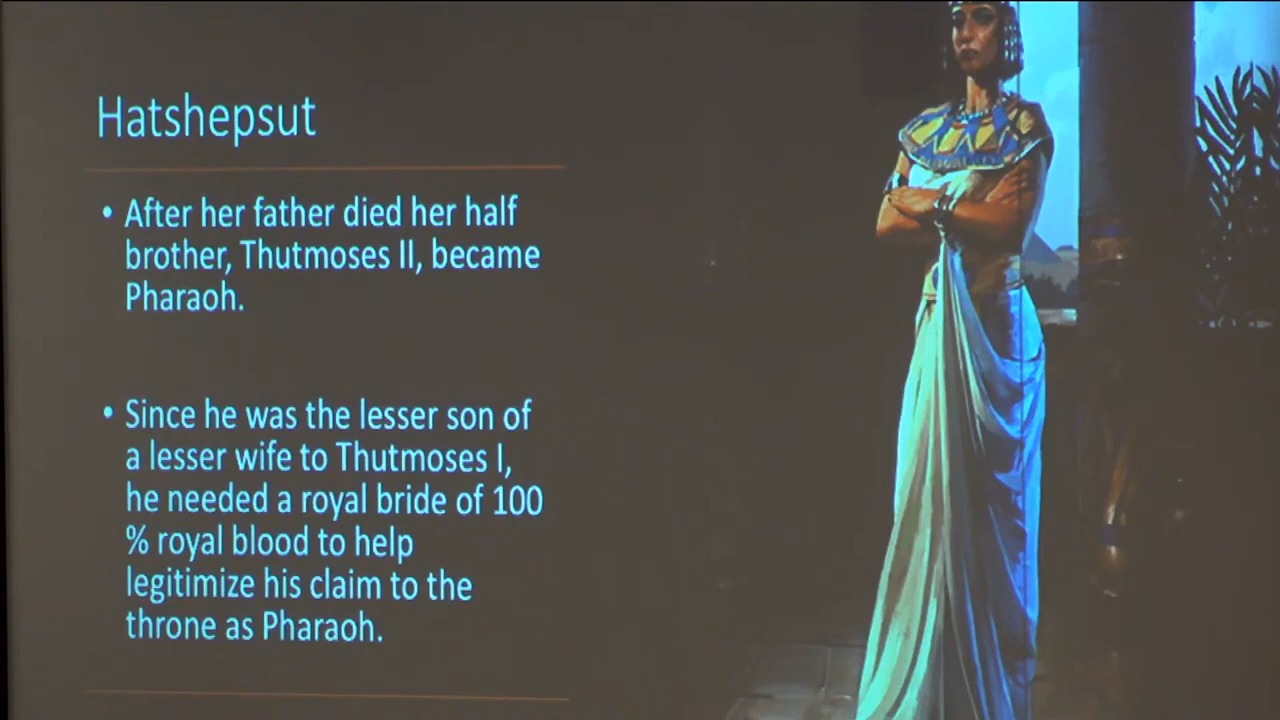 Hatshepsut
• After her father died her half
brother, Thutmoses II, became
Pharaoh.
• Since he was the lesser son of
a lesser wife to Thutmoses I,
he needed a royal bride of 100
% royal blood to help
legitimize his claim to the
throne as Pharaoh.